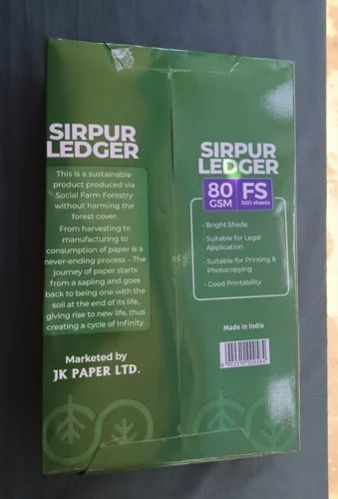 SIRPUR
LEDGER
This is a sustainable
product produced via
Social Farm Forestry
without harming the
forest cover.
From harvesting to
manufacturing to
consumption of paper is a
never-ending process – The
journey of paper starts
from a sapling and goes
back to being one with the
soil at the end of its life,
giving rise to new life, thus
creating a cycle of Infinity.
Marketed by
JK PAPER LTD.
SIRPUR
LEDGER
80
GSM
FS
500 sheets
- Bright Shade
- Suitable for Legal
Application
- Suitable for Printing &
Photocopying
- Good Printability
Made in India